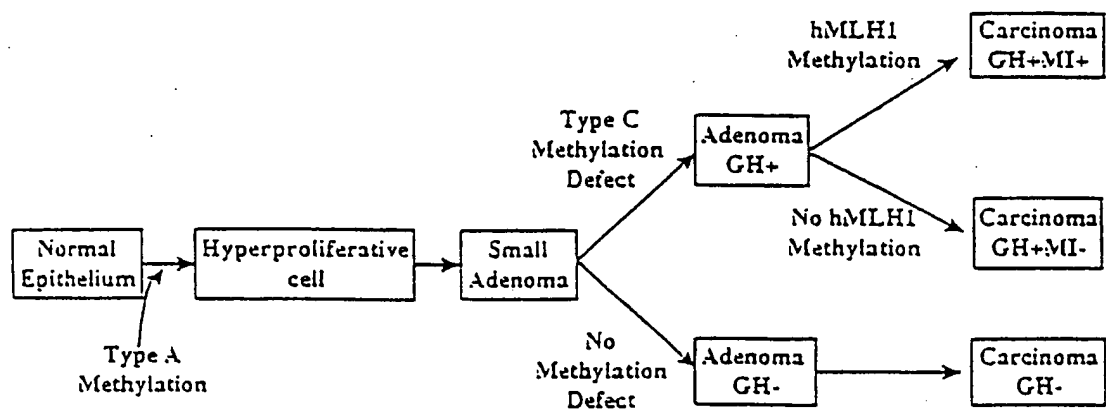 Normal
Epithelium
Type A
Methylation
Hyperproliferative
cell
Small
Adenoma
Type C
Methylation
Defect
Adenoma
GH+
hMLH1
Methylation
Carcinoma
GH+MI+
No hMLH1
Methylation
Carcinoma
GH+MI-
No
Methylation
Defect
Adenoma
GH-
Carcinoma
GH-